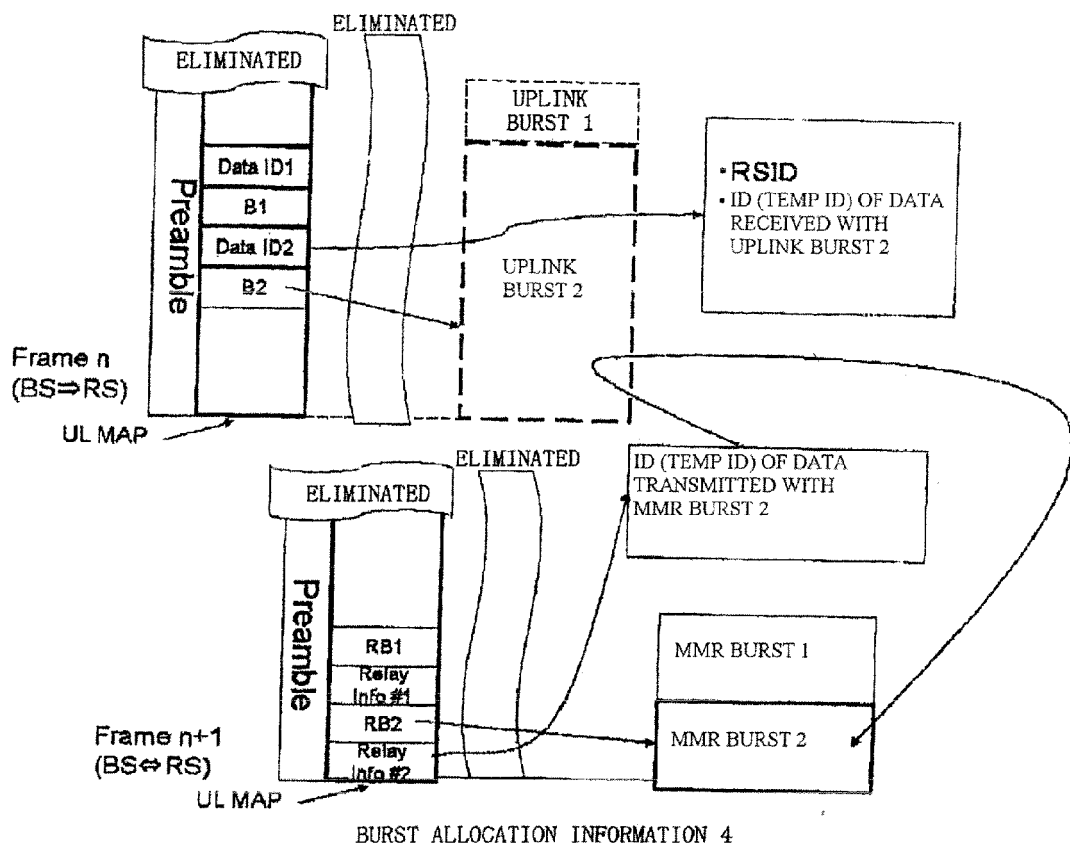 ELIMINATED
ELIMINATED
UPLINK
BURST 1
Data ID1
B1
Data ID2
B2
Preamble
・RSID
・ID (TEMP ID) OF DATA
RECEIVED WITH
UPLINK BURST 2
UPLINK
BURST 2
Frame n
(BS⇒RS)
UL MAP
ELIMINATED
ELIMINATED
ID (TEMP ID) OF DATA
TRANSMITTED WITH
MMR BURST 2
Preamble
RB1
Relay
Info #1
RB2
Relay
Info #2
MMR BURST 1
MMR BURST 2
Frame n+1
(BS⇔RS)
UL MAP
BURST ALLOCATION INFORMATION 4